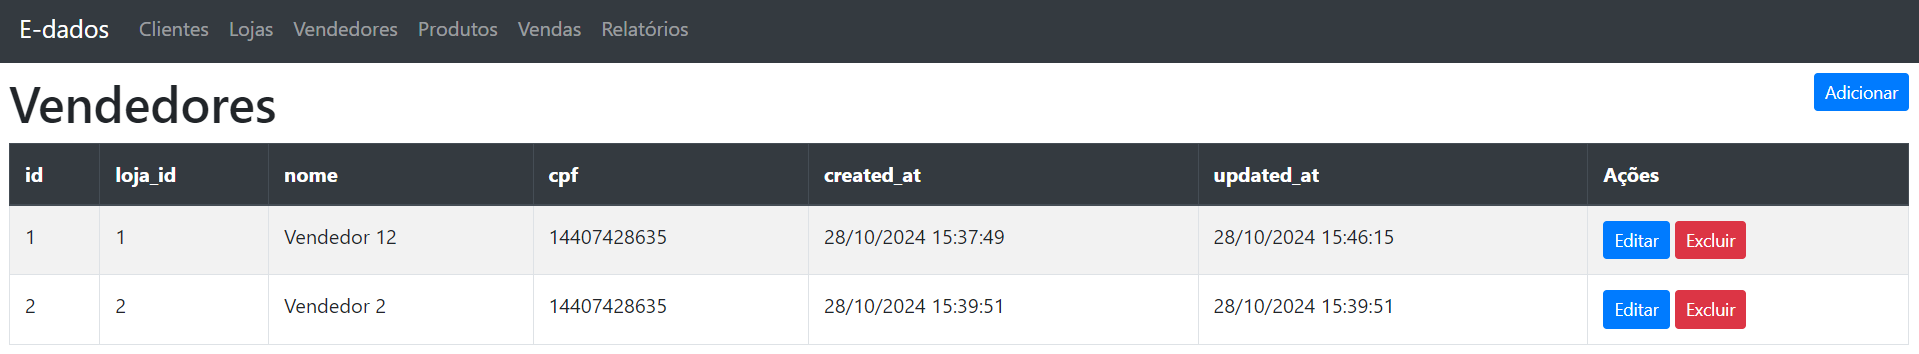 E-dados Clientes Lojas Vendedores Produtos Vendas Relatórios
Vendedores Adicionar
id loja_id nome cpf created_at updated_at Ações
1 1 Vendedor 12 14407428635 28/10/2024 15:37:49 28/10/2024 15:46:15 Editar Excluir
2 2 Vendedor 2 14407428635 28/10/2024 15:39:51 28/10/2024 15:39:51 Editar Excluir